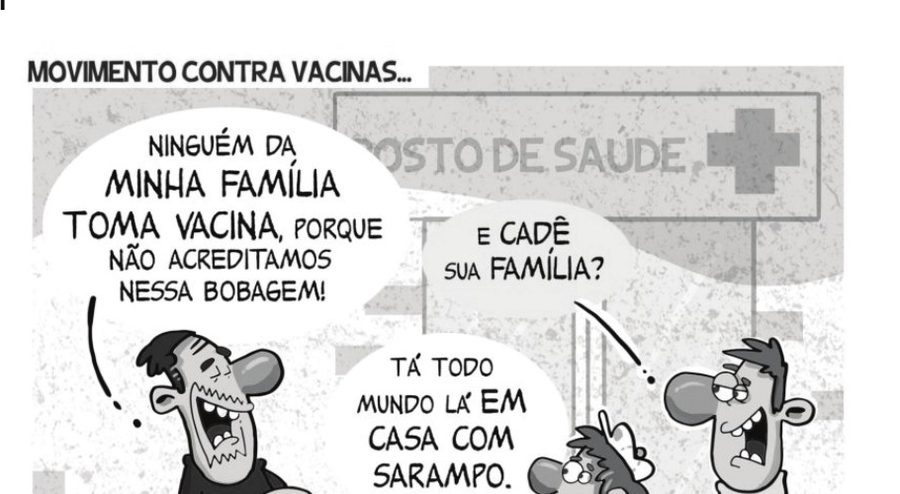 MOVIMENTO CONTRA VACINAS...
POSTO DE SAÚDE
NINGUÉM DA
MINHA FAMÍLIA
TOMA VACINA, PORQUE
NÃO ACREDITAMOS
NESSA BOBAGEM!
E CADÊ
SUA FAMÍLIA?
TÁ TODO
MUNDO LÁ EM
CASA COM
SARAMPO.